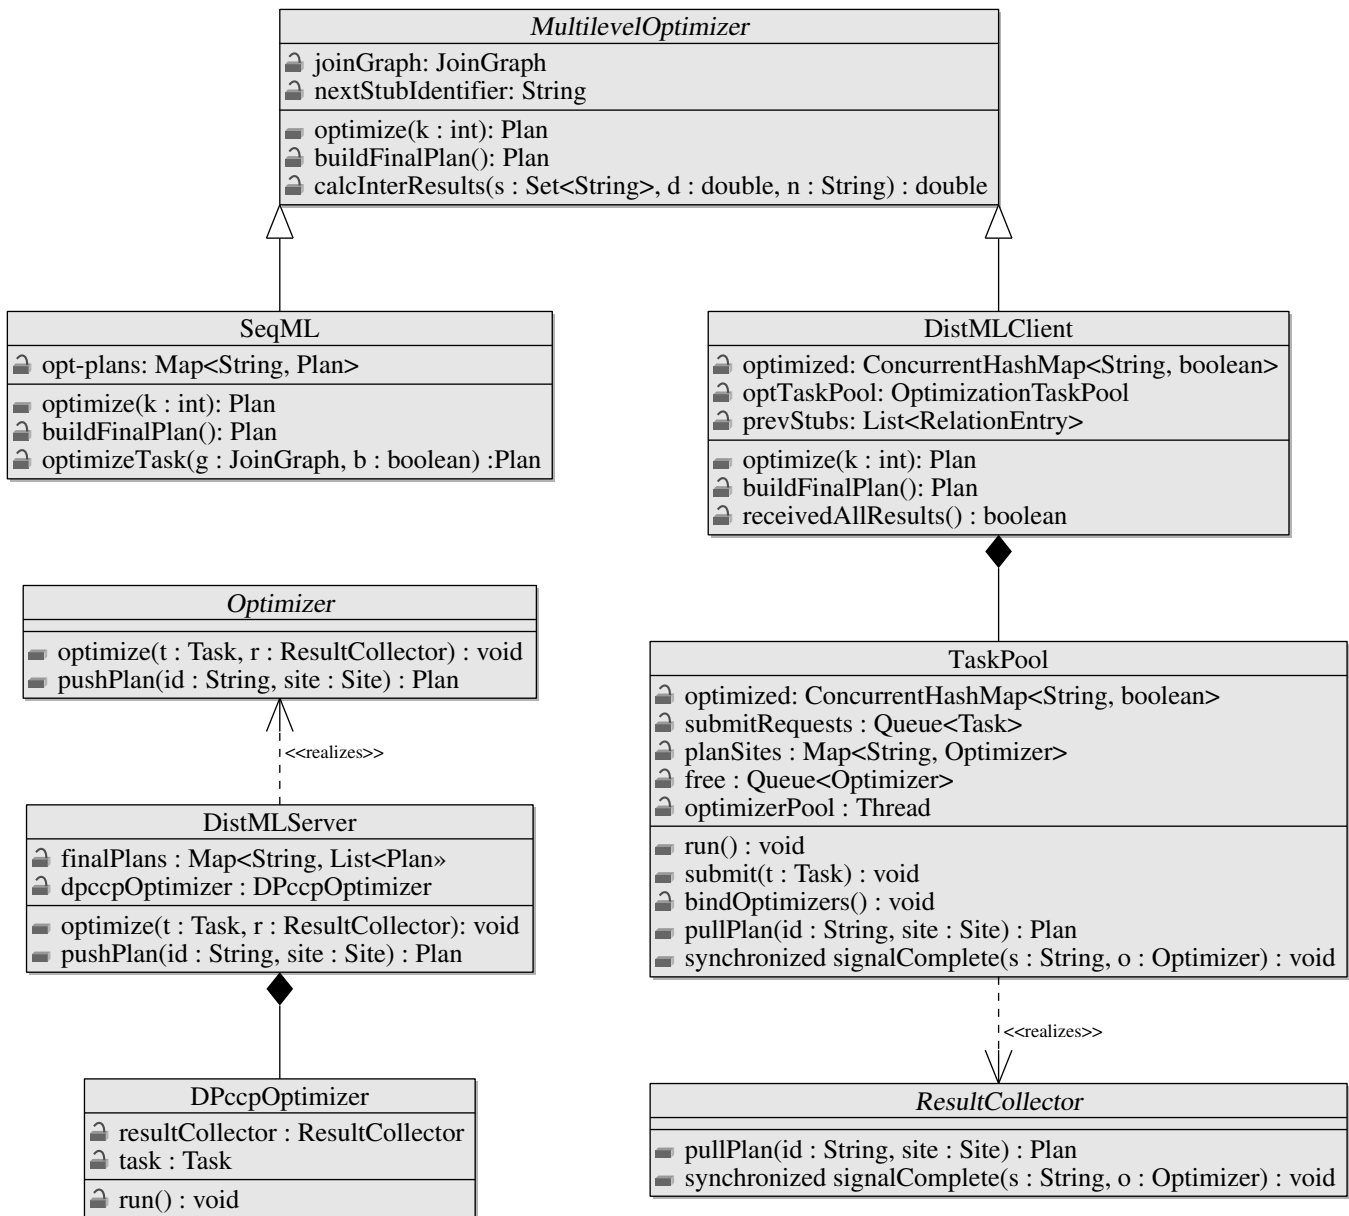 MultilevelOptimizer
joinGraph: JoinGraph
nextStubIdentifier: String
optimize(k : int): Plan
buildFinalPlan(): Plan
calcInterResults(s : Set<String>, d : double, n : String) : double
SeqML
opt-plans: Map<String, Plan>
optimize(k : int): Plan
buildFinalPlan(): Plan
optimizeTask(g : JoinGraph, b : boolean) :Plan
DistMLClient
optimized: ConcurrentHashMap<String, boolean>
optTaskPool: OptimizationTaskPool
prevStubs: List<RelationEntry>
optimize(k : int): Plan
buildFinalPlan(): Plan
receivedAllResults() : boolean
Optimizer
optimize(t : Task, r : ResultCollector) : void
pushPlan(id : String, site : Site) : Plan
<<realizes>>
DistMLServer
finalPlans : Map<String, List<Plan»
dpccpOptimizer : DPccpOptimizer
optimize(t : Task, r : ResultCollector): void
pushPlan(id : String, site : Site) : Plan
DPccpOptimizer
resultCollector : ResultCollector
task : Task
run() : void
TaskPool
optimized: ConcurrentHashMap<String, boolean>
submitRequests : Queue<Task>
planSites : Map<String, Optimizer>
free : Queue<Optimizer>
optimizerPool : Thread
run() : void
submit(t : Task) : void
bindOptimizers() : void
pullPlan(id : String, site : Site) : Plan
synchronized signalComplete(s : String, o : Optimizer) : void
<<realizes>>
ResultCollector
pullPlan(id : String, site : Site) : Plan
synchronized signalComplete(s : String, o : Optimizer) : void